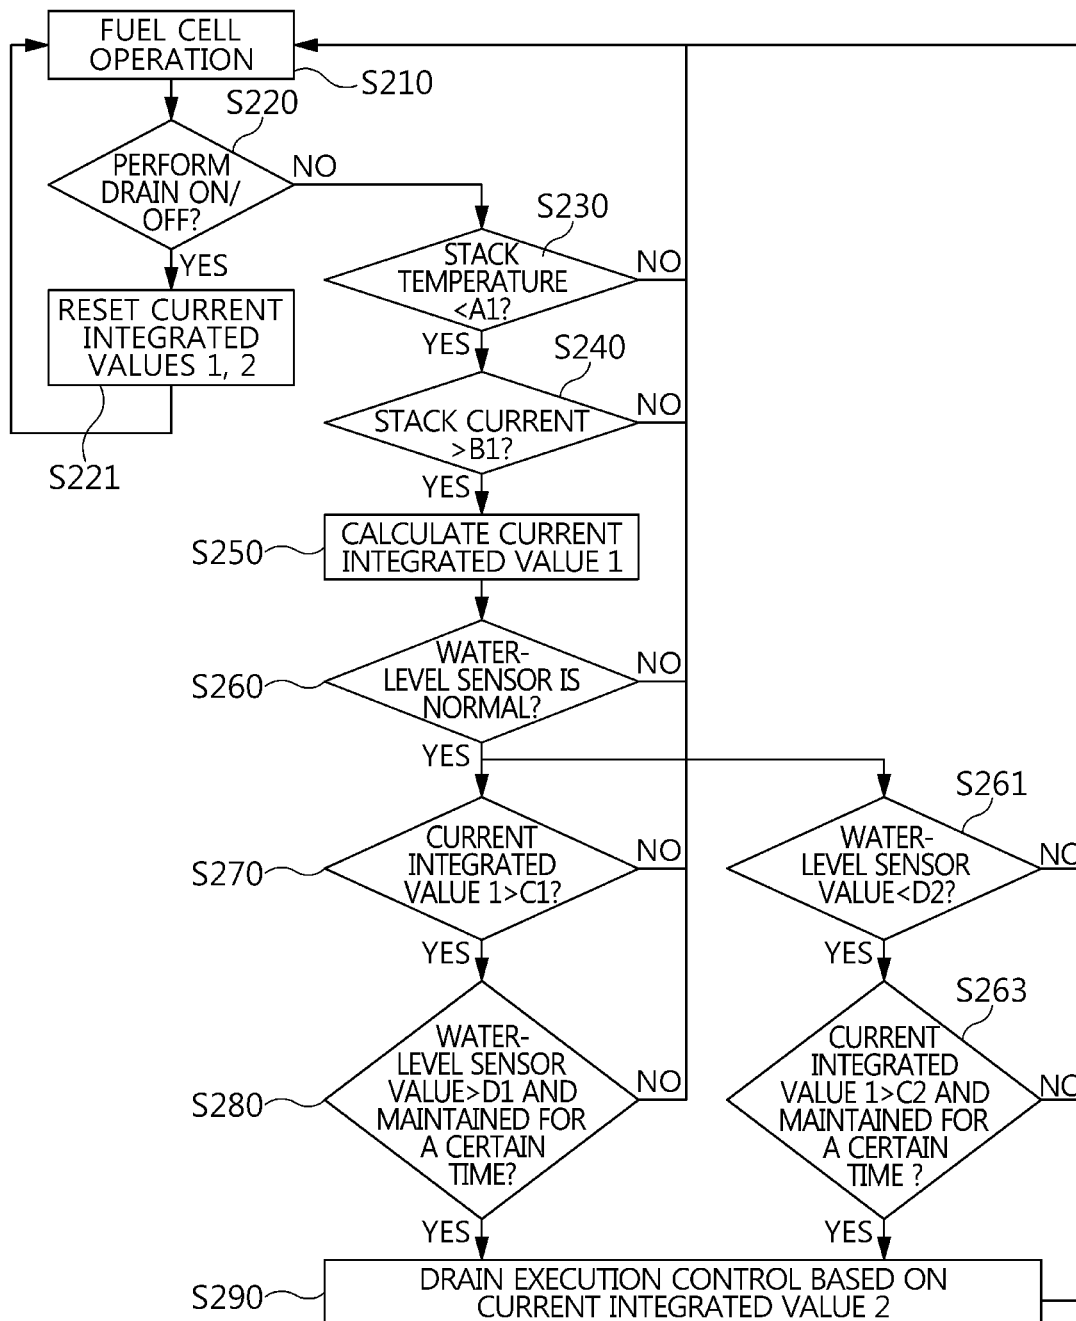 FUEL CELL
OPERATION
S210
S220
PERFORM
DRAIN ON/
OFF?
NO
YES
RESET CURRENT
INTEGRATED
VALUES 1, 2
S221
S230
STACK
TEMPERATURE
<A1?
NO
YES
S240
STACK CURRENT
>B1?
NO
YES
S250
CALCULATE CURRENT
INTEGRATED VALUE 1
S260
WATER-
LEVEL SENSOR IS
NORMAL?
NO
YES
S270
CURRENT
INTEGRATED
VALUE 1>C1?
NO
YES
S261
WATER-
LEVEL SENSOR
VALUE<D2?
NO
YES
S280
WATER-
LEVEL SENSOR
VALUE>D1 AND
MAINTAINED FOR
A CERTAIN
TIME?
NO
YES
S263
CURRENT
INTEGRATED
VALUE 1>C2 AND
MAINTAINED FOR
A CERTAIN
TIME ?
NO
YES
S290
DRAIN EXECUTION CONTROL BASED ON
CURRENT INTEGRATED VALUE 2